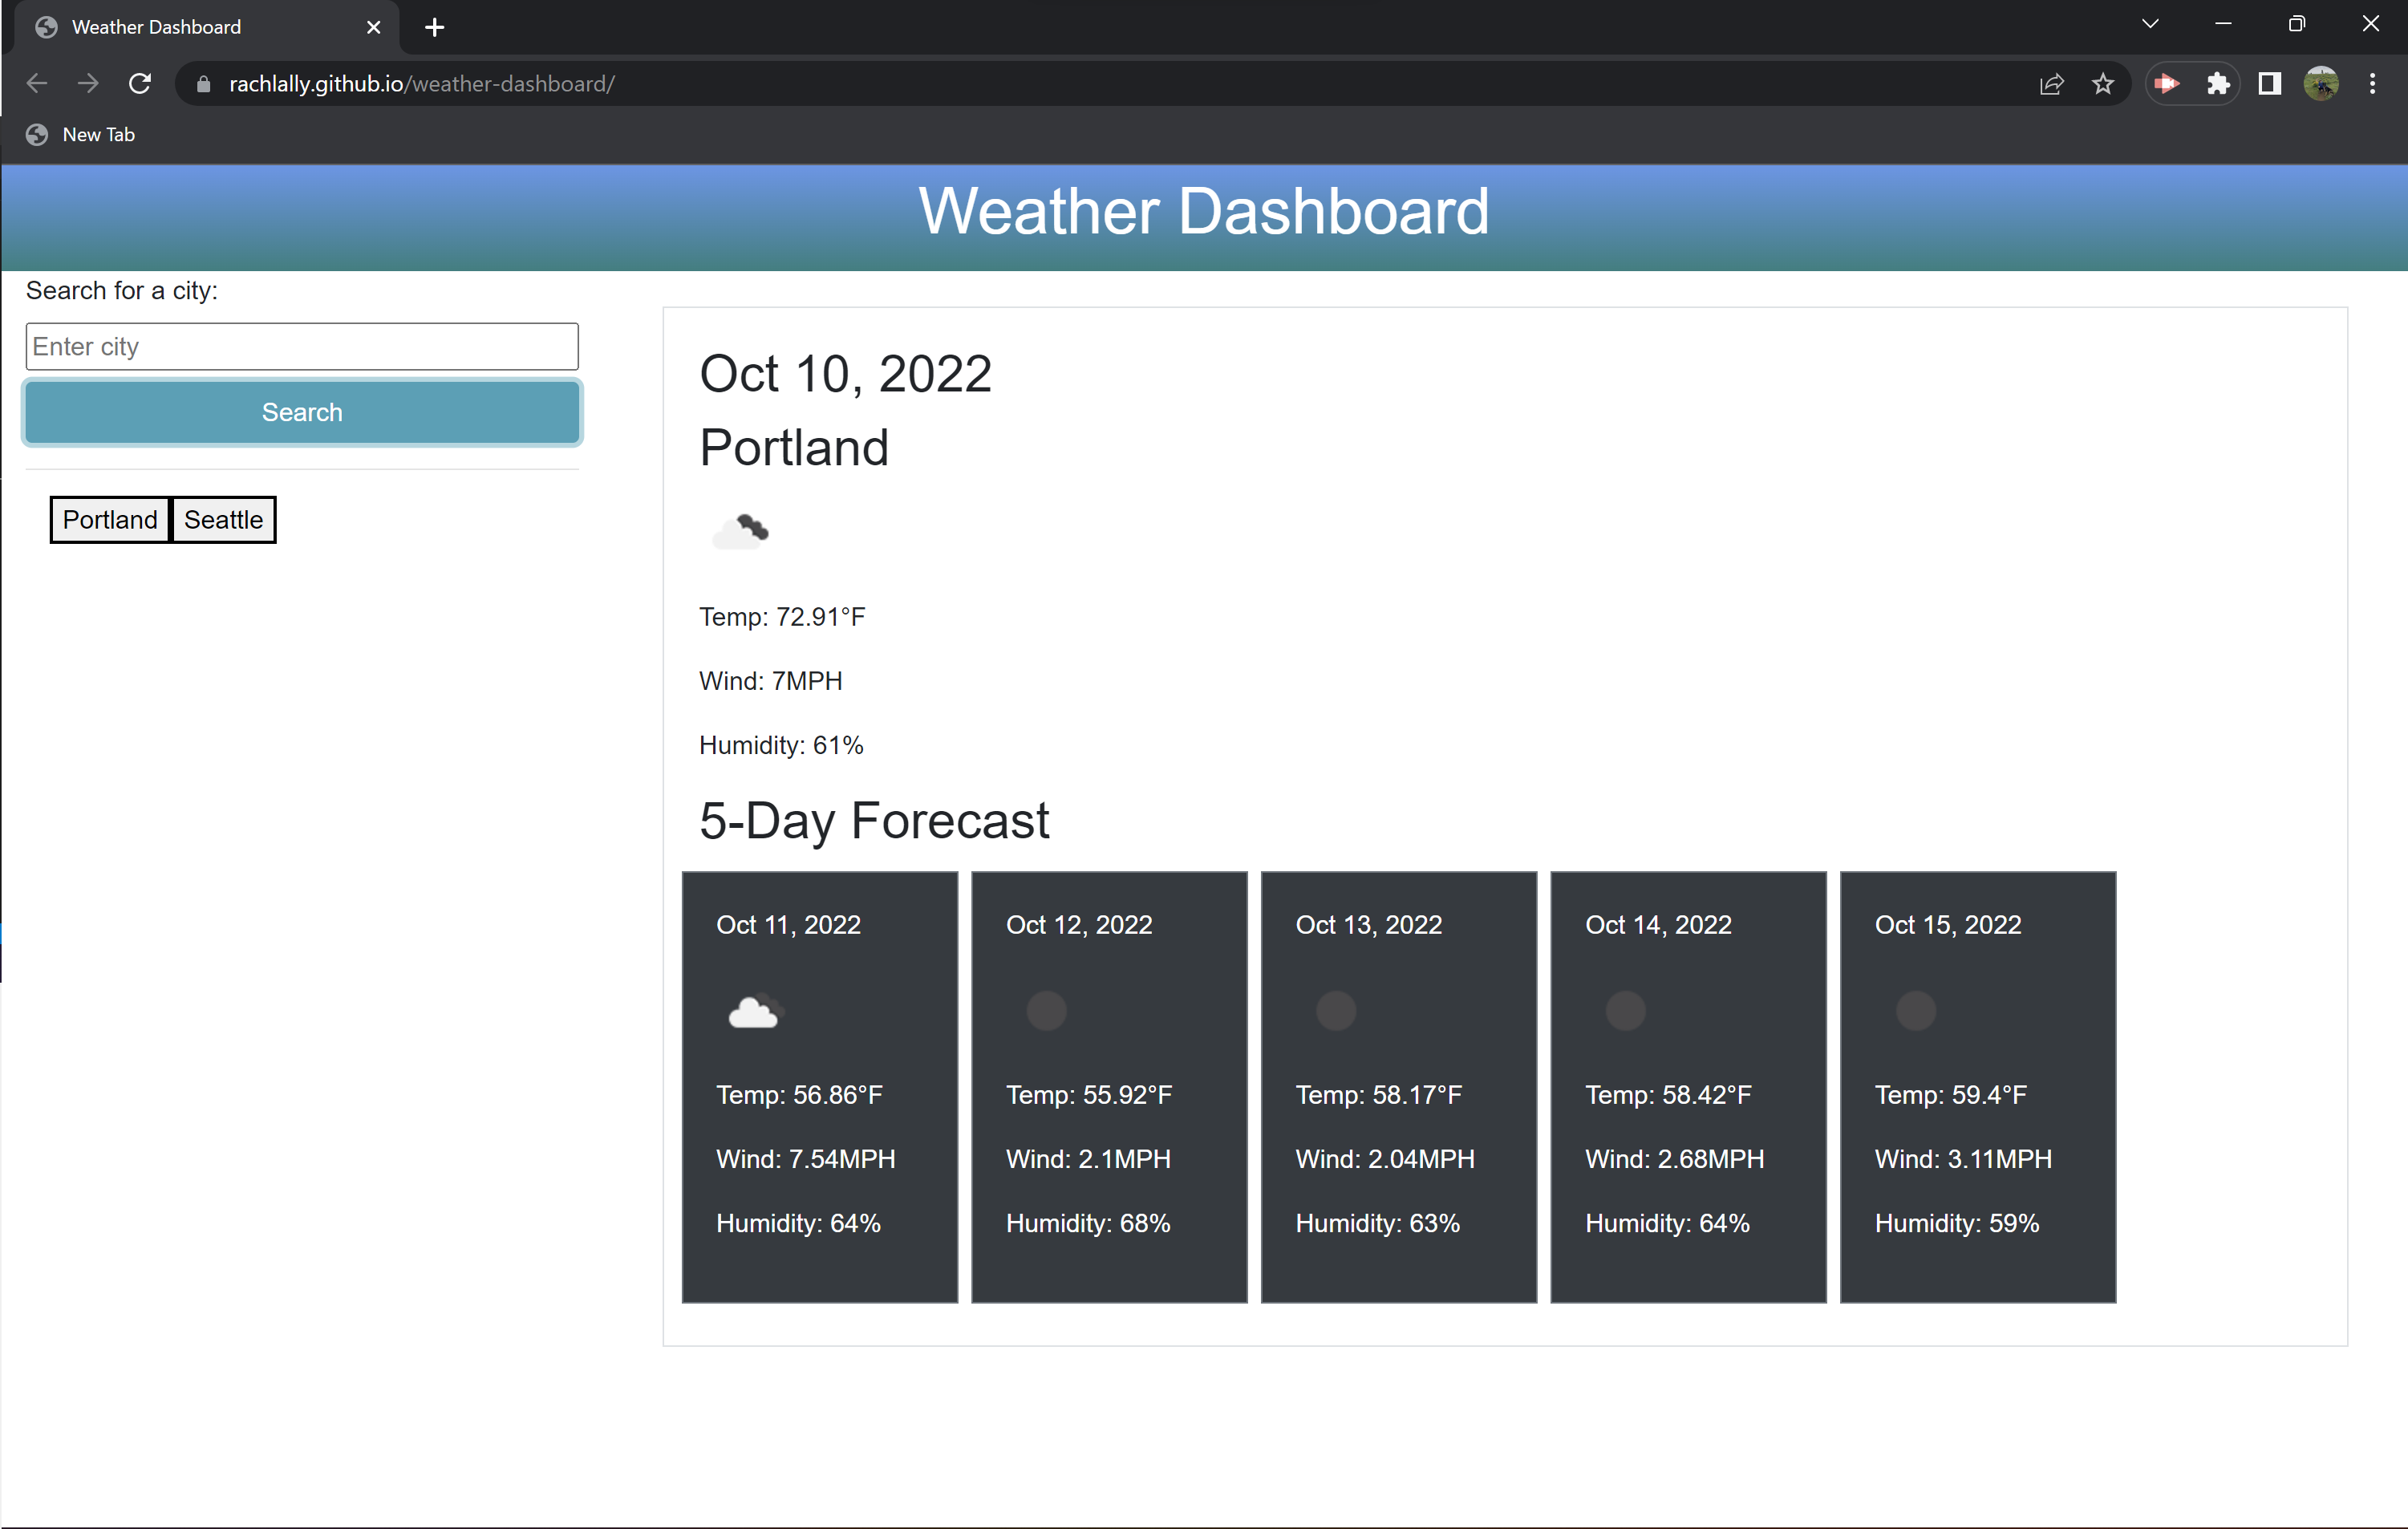 Weather Dashboard
rachlally.github.io/weather-dashboard/
New Tab
Weather Dashboard
Search for a city:
Enter city
Search
Portland Seattle
Oct 10, 2022
Portland
Temp: 72.91°F
Wind: 7MPH
Humidity: 61%
5-Day Forecast
Oct 11, 2022
Temp: 56.86°F
Wind: 7.54MPH
Humidity: 64%
Oct 12, 2022
Temp: 55.92°F
Wind: 2.1MPH
Humidity: 68%
Oct 13, 2022
Temp: 58.17°F
Wind: 2.04MPH
Humidity: 63%
Oct 14, 2022
Temp: 58.42°F
Wind: 2.68MPH
Humidity: 64%
Oct 15, 2022
Temp: 59.4°F
Wind: 3.11MPH
Humidity: 59%